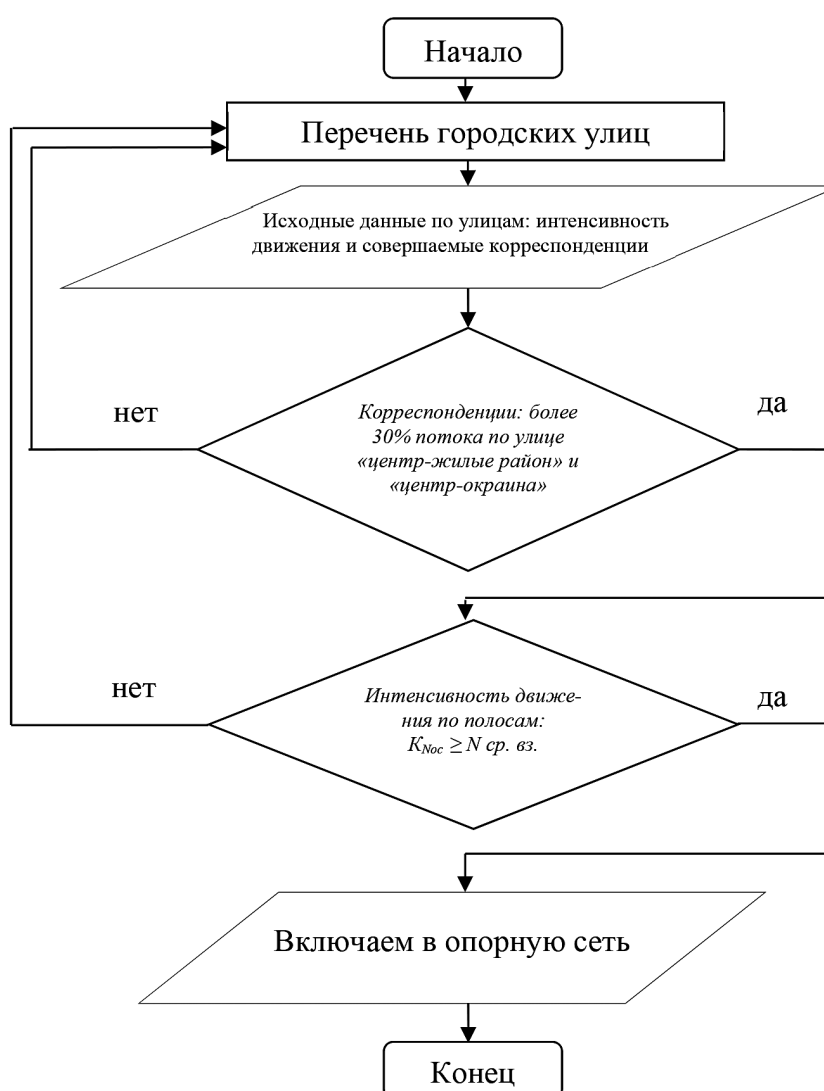 Начало
Перечень городских улиц
Исходные данные по улицам: интенсивность
движения и совершаемые корреспонденции
нет
да
Корреспонденции: более
30% потока по улице
«центр-жилые район» и
«центр-окраина»
нет
да
Интенсивность движе-
ния по полосам:
KNос ≥ N ср. вз.
Включаем в опорную сеть
Конец